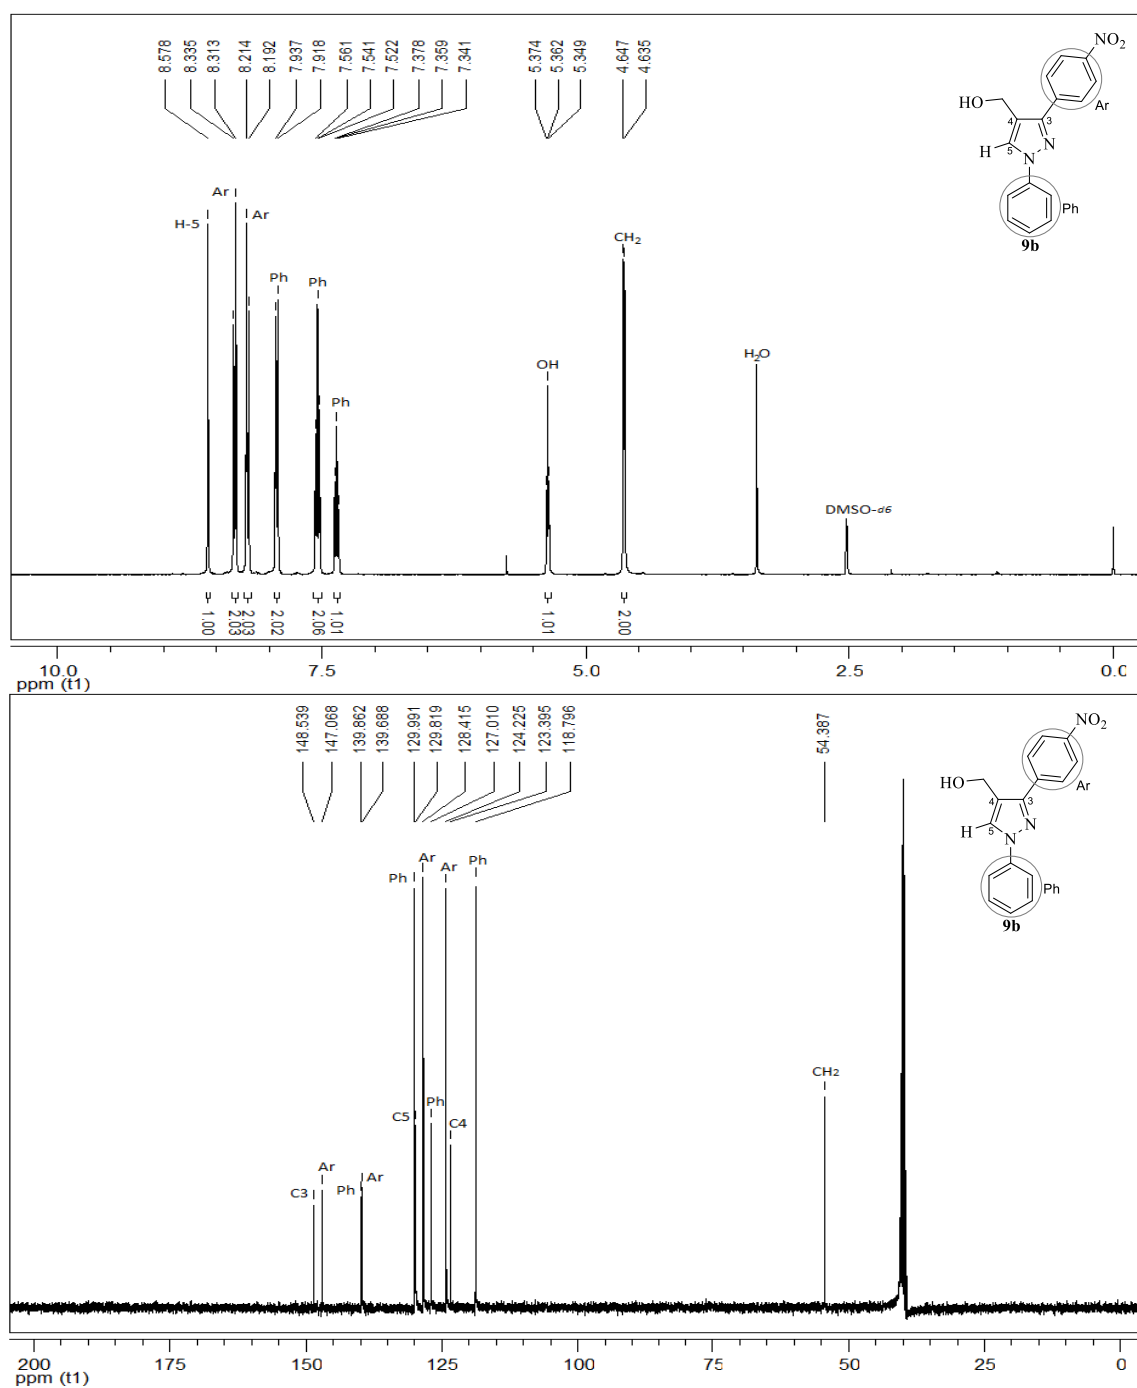 8.578
8.335
8.313
8.214
8.192
7.937
7.918
7.561
7.541
7.522
7.378
7.359
7.341
5.374
5.362
5.349
4.647
4.635
NO2
HO
Ar
4
3
H
5
N
N
Ph
9b
H-5
Ar
Ar
Ph
Ph
Ph
OH
CH2
H2O
DMSO-d6
1.00
2.03
2.03
2.02
2.06
1.01
1.01
2.00
10.0
7.5
5.0
2.5
0.0
ppm (t1)
148.539
147.068
139.862
139.688
129.991
129.819
128.415
127.010
124.225
123.395
118.796
54.387
NO2
HO
Ar
4
3
H
5
N
N
Ph
9b
C3
Ar
Ph
Ar
C5
Ph
Ar
Ph
Ar
C4
Ph
CH2
200
175
150
125
100
75
50
25
0
ppm (t1)